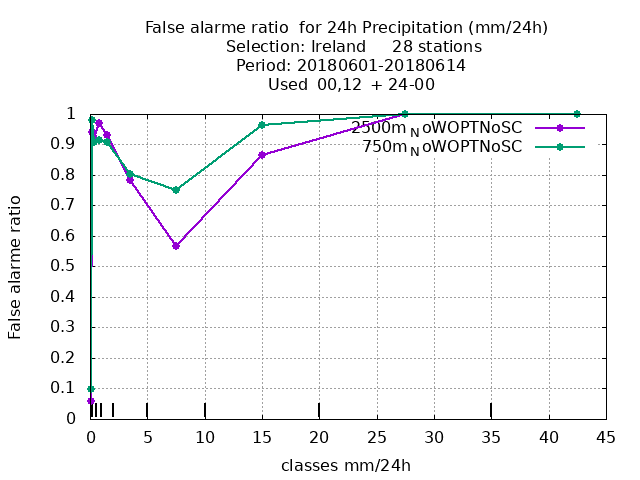 False alarme ratio  for 24h Precipitation (mm/24h)
Selection: Ireland     28 stations
Period: 20180601-20180614
Used  00,12  + 24-00
1
0.9
0.8
0.7
0.6
0.5
0.4
0.3
0.2
0.1
0
False alarme ratio
2500m_NoWOPTNoSC
750m_NoWOPTNoSC
0 5 10 15 20 25 30 35 40 45
classes mm/24h